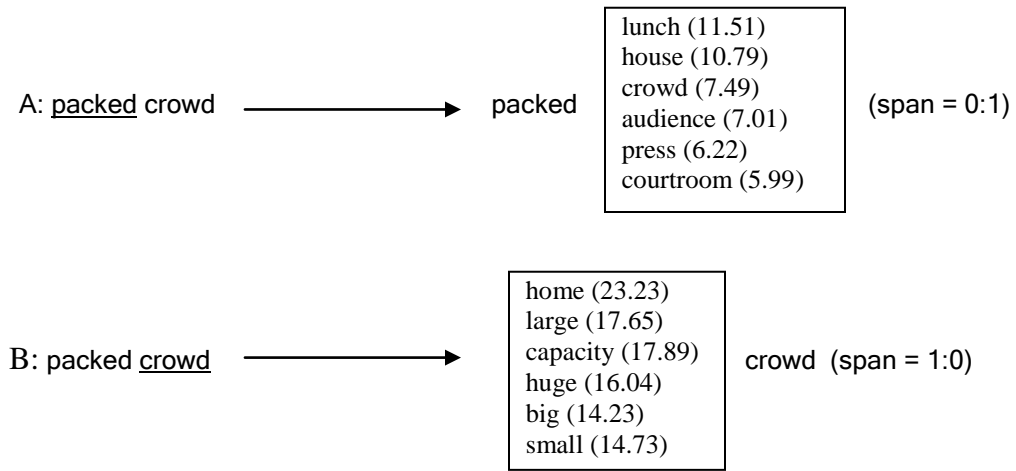 A: packed crowd
packed
lunch (11.51)
house (10.79)
crowd (7.49)
audience (7.01)
press (6.22)
courtroom (5.99)
(span = 0:1)
B: packed crowd
home (23.23)
large (17.65)
capacity (17.89)
huge (16.04)
big (14.23)
small (14.73)
crowd (span = 1:0)